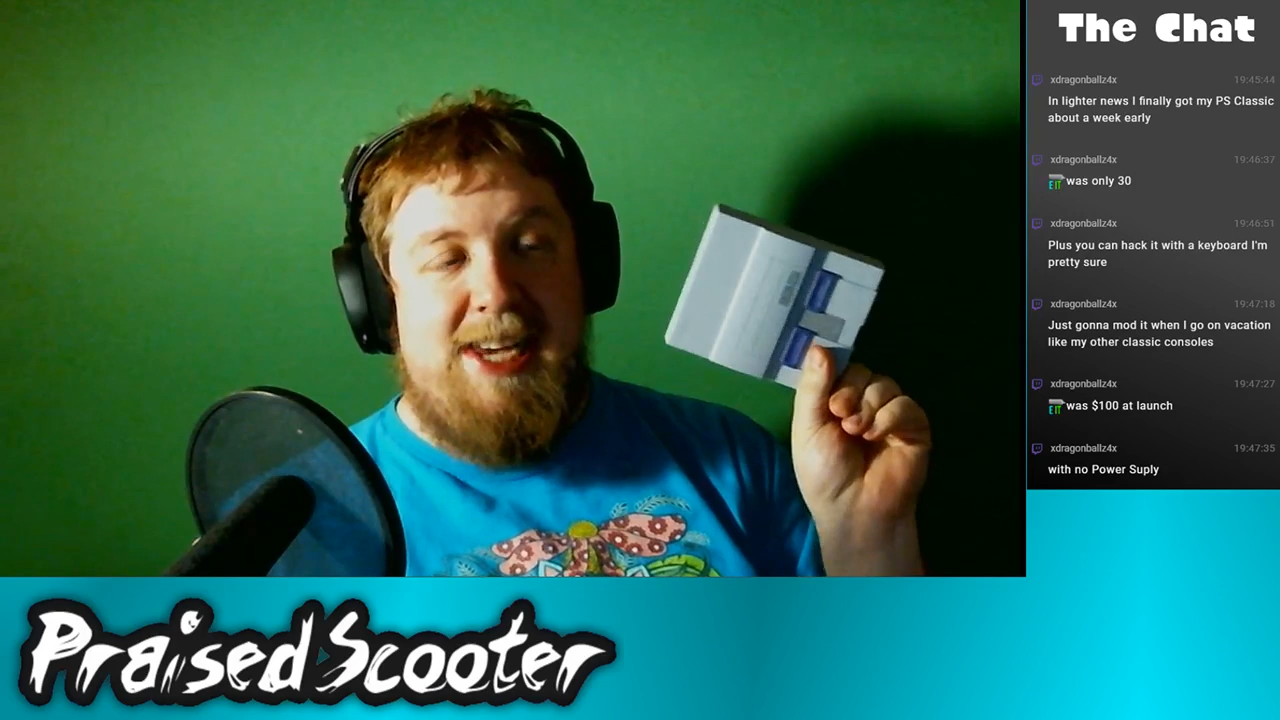 The Chat
xdragonballz4x 19:45:44
In lighter news I finally got my PS Classic
about a week early
xdragonballz4x 19:46:37
was only 30
xdragonballz4x 19:46:51
Plus you can hack it with a keyboard I'm
pretty sure
xdragonballz4x 19:47:18
Just gonna mod it when I go on vacation
like my other classic consoles
xdragonballz4x 19:47:27
was $100 at launch
xdragonballz4x 19:47:35
with no Power Suply
PraisedScooter